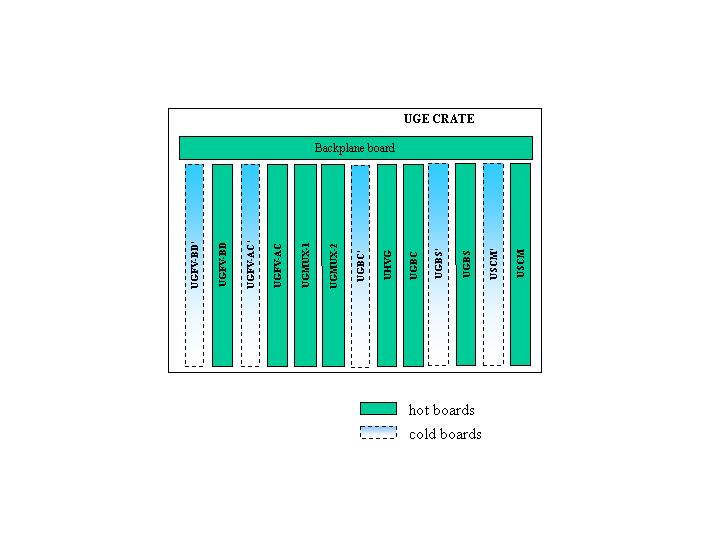 UGE CRATE
Backplane board
UGFV-BD'
UGFV-BD
UGFV-AC'
UGFV-AC
UGMUX-1
UGMUX-2
UGBC'
UHVG
UGBC
UGBS'
UGBS
USCM'
USCM
hot boards
cold boards